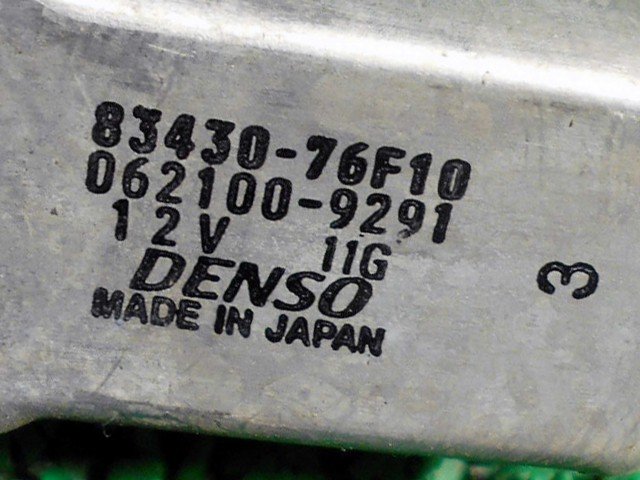 83430-76F10
062100-9291
12V 11G
DENSO
MADE IN JAPAN
3